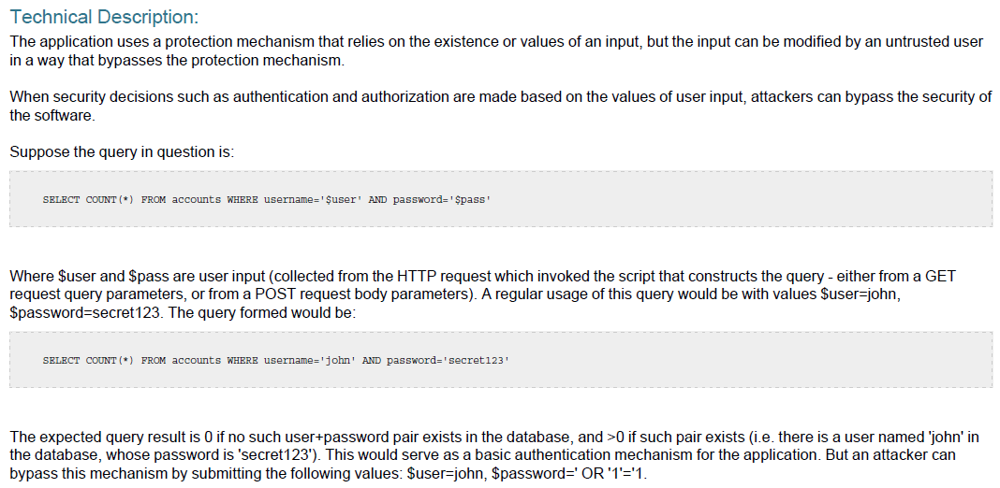 Technical Description:
The application uses a protection mechanism that relies on the existence or values of an input, but the input can be modified by an untrusted user
in a way that bypasses the protection mechanism.
When security decisions such as authentication and authorization are made based on the values of user input, attackers can bypass the security of
the software.
Suppose the query in question is:
SELECT COUNT(*) FROM accounts WHERE username='$user' AND password='$pass'
Where $user and $pass are user input (collected from the HTTP request which invoked the script that constructs the query - either from a GET
request query parameters, or from a POST request body parameters). A regular usage of this query would be with values $user=john,
$password=secret123. The query formed would be:
SELECT COUNT(*) FROM accounts WHERE username='john' AND password='secret123'
The expected query result is 0 if no such user+password pair exists in the database, and >0 if such pair exists (i.e. there is a user named 'john' in
the database, whose password is 'secret123'). This would serve as a basic authentication mechanism for the application. But an attacker can
bypass this mechanism by submitting the following values: $user=john, $password=' OR '1'='1.